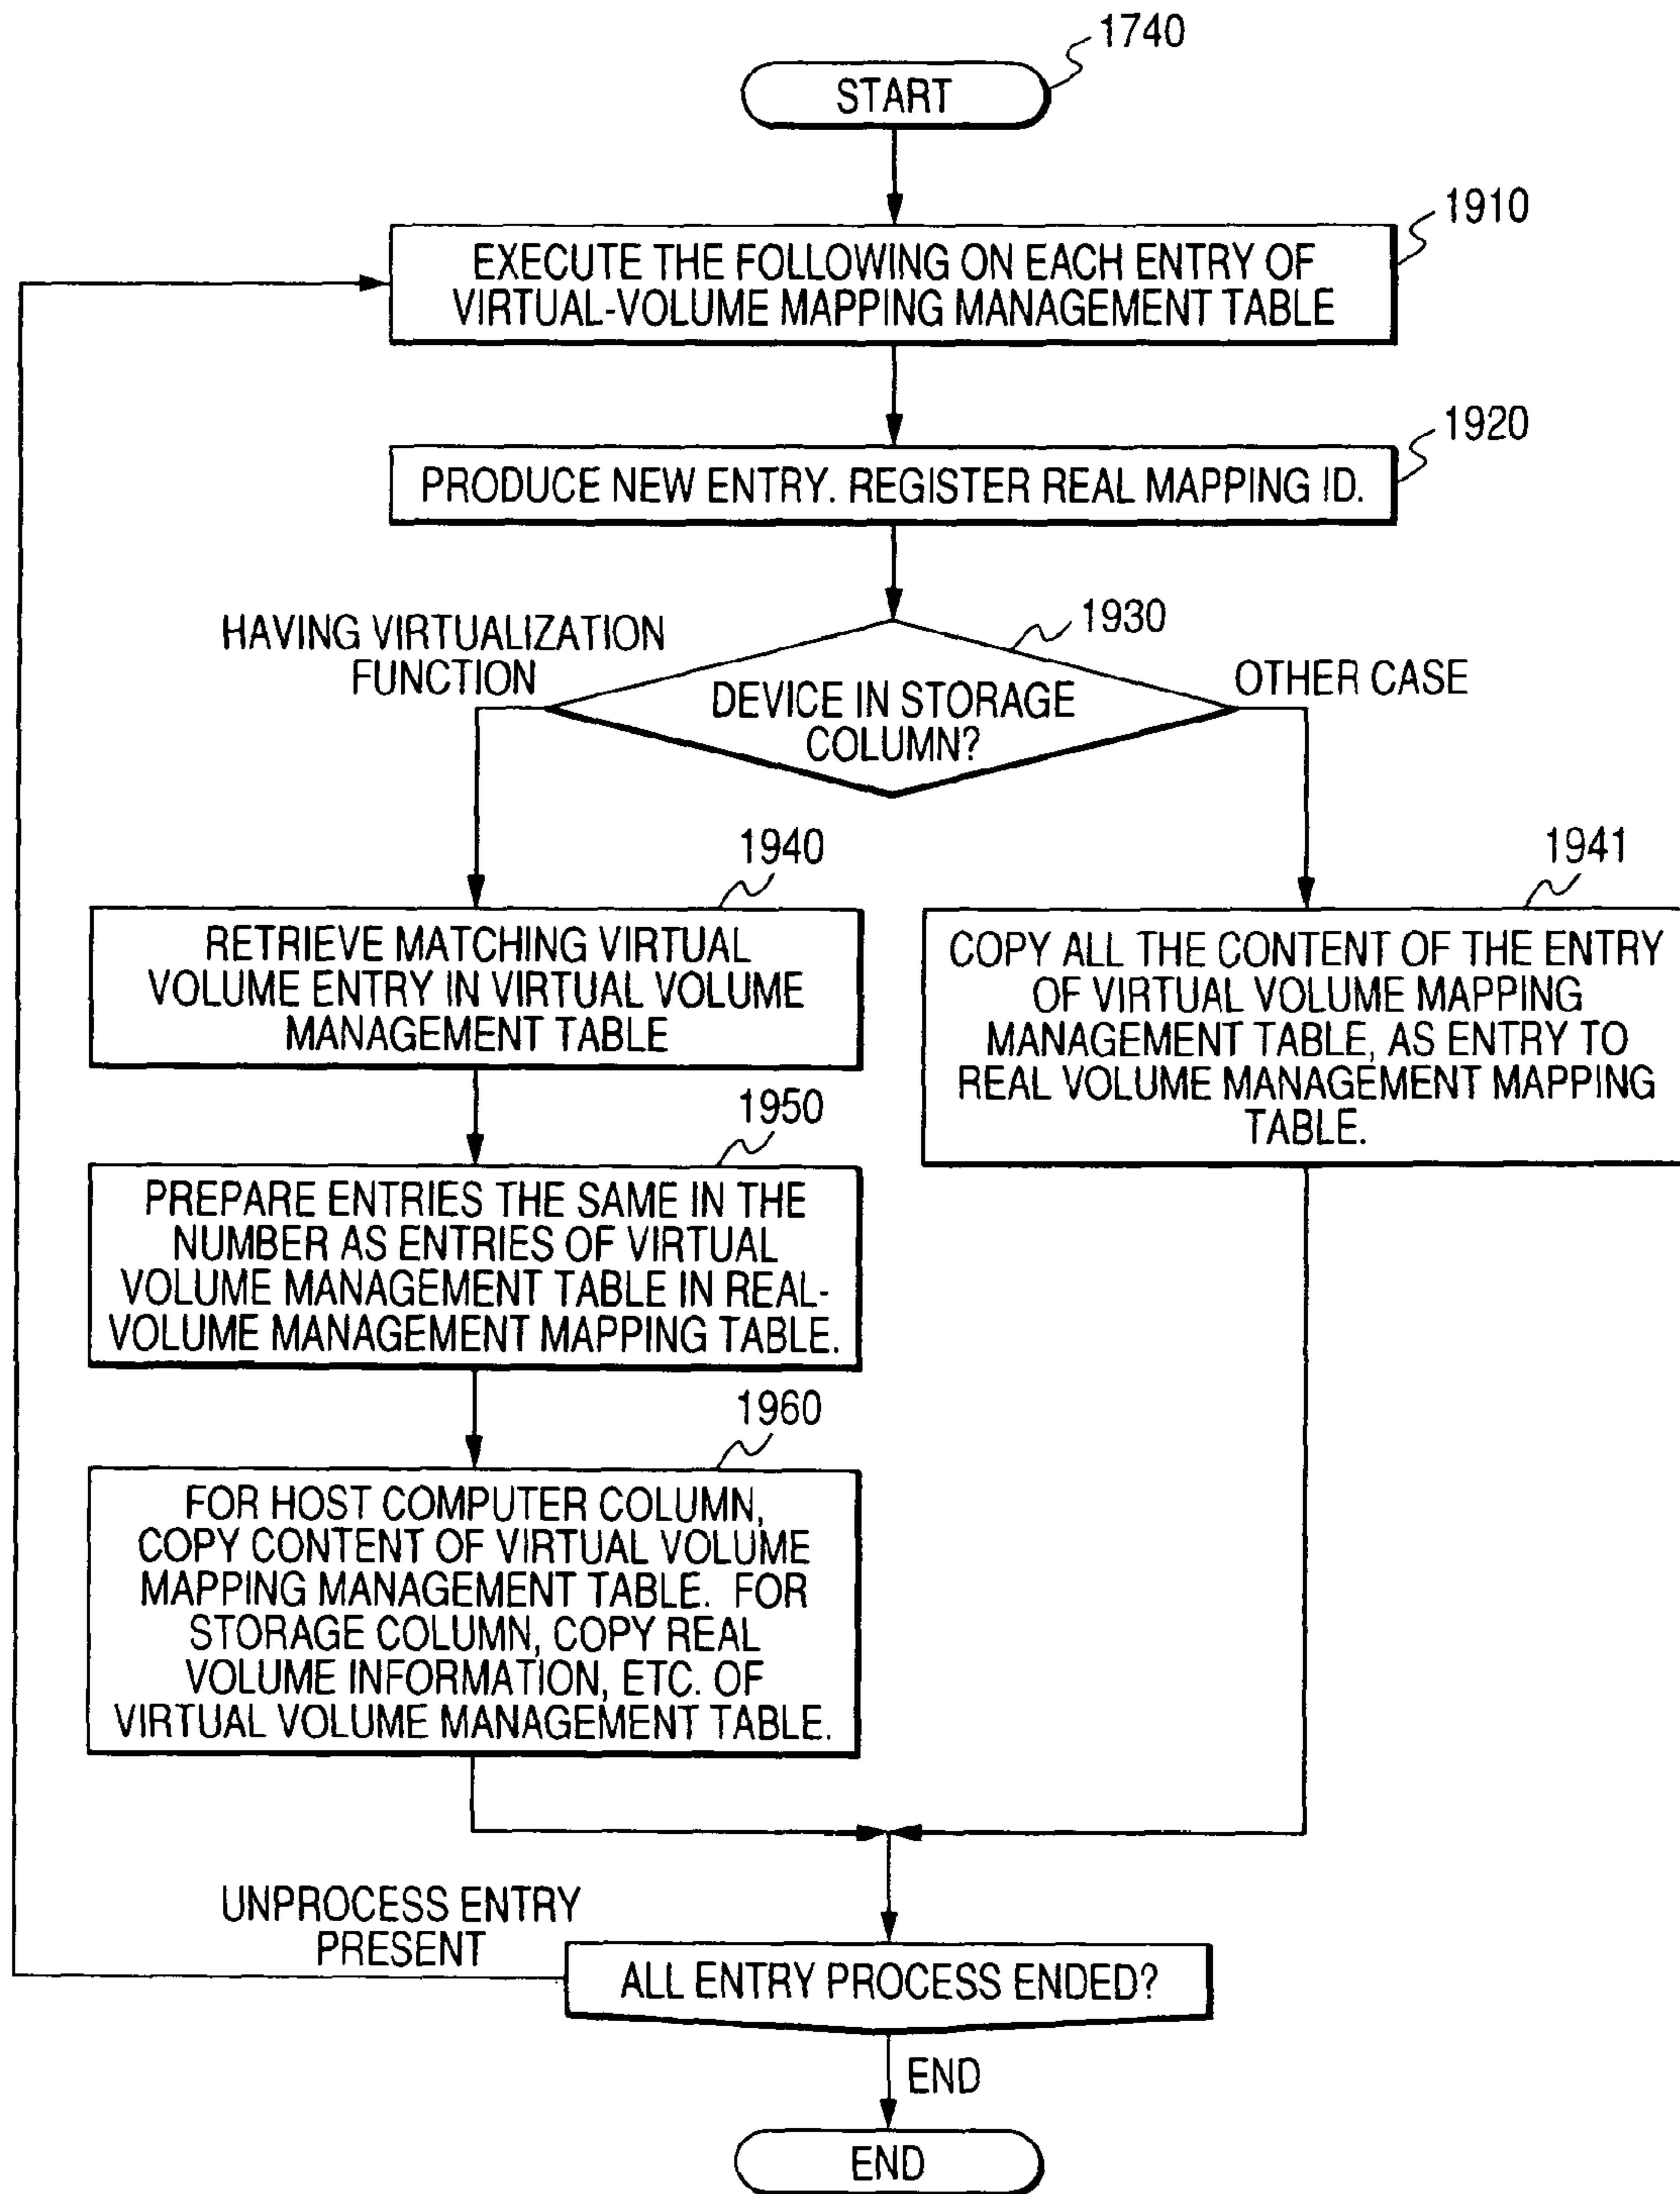 1740
START
1910
EXECUTE THE FOLLOWING ON EACH ENTRY OF
VIRTUAL-VOLUME MAPPING MANAGEMENT TABLE
1920
PRODUCE NEW ENTRY. REGISTER REAL MAPPING ID.
1930
HAVING VIRTUALIZATION
FUNCTION
DEVICE IN STORAGE
COLUMN?
OTHER CASE
1940
RETRIEVE MATCHING VIRTUAL
VOLUME ENTRY IN VIRTUAL VOLUME
MANAGEMENT TABLE
1941
COPY ALL THE CONTENT OF THE ENTRY
OF VIRTUAL VOLUME MAPPING
MANAGEMENT TABLE, AS ENTRY TO
REAL VOLUME MANAGEMENT MAPPING
TABLE.
1950
PREPARE ENTRIES THE SAME IN THE
NUMBER AS ENTRIES OF VIRTUAL
VOLUME MANAGEMENT TABLE IN REAL-
VOLUME MANAGEMENT MAPPING TABLE.
1960
FOR HOST COMPUTER COLUMN,
COPY CONTENT OF VIRTUAL VOLUME
MAPPING MANAGEMENT TABLE. FOR
STORAGE COLUMN, COPY REAL
VOLUME INFORMATION, ETC. OF
VIRTUAL VOLUME MANAGEMENT TABLE.
UNPROCESS ENTRY
PRESENT
ALL ENTRY PROCESS ENDED?
END
END